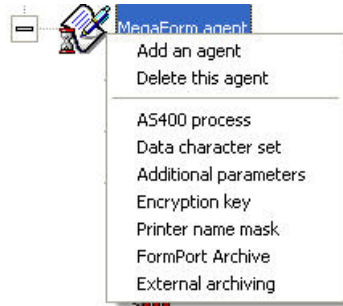 MegaForm agent
Add an agent
Delete this agent
AS400 process
Data character set
Additional parameters
Encryption key
Printer name mask
FormPort Archive
External archiving